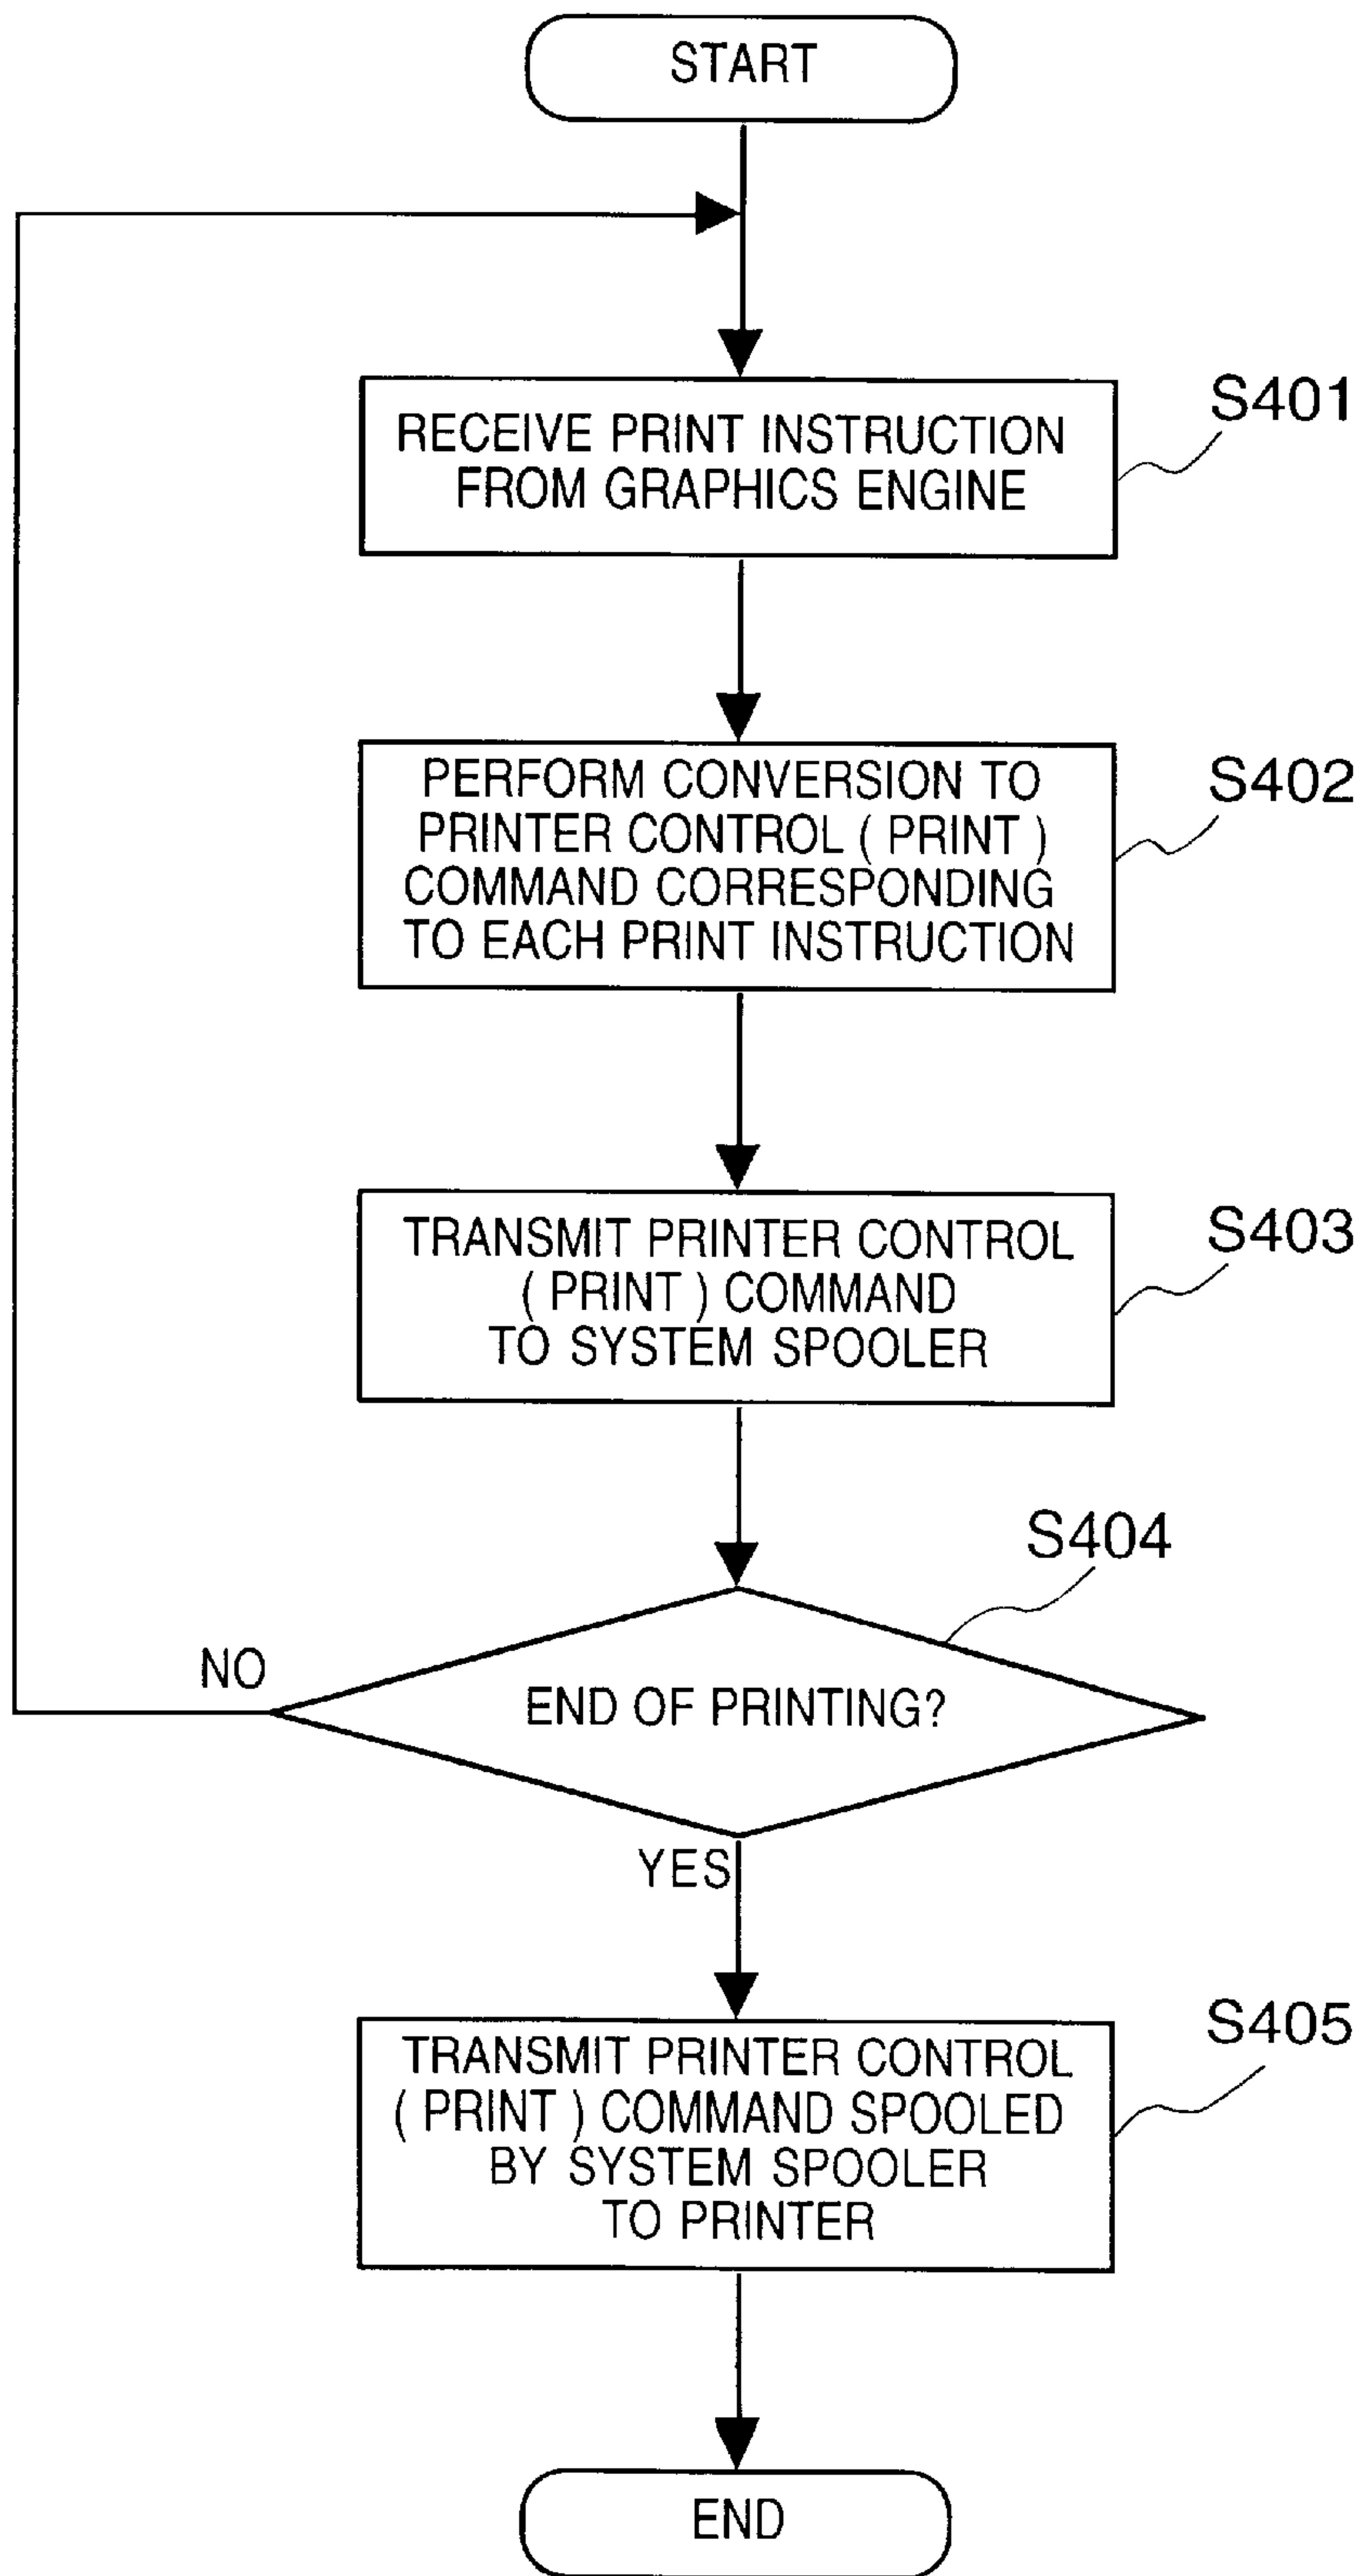 START
RECEIVE PRINT INSTRUCTION
FROM GRAPHICS ENGINE
S401
PERFORM CONVERSION TO
PRINTER CONTROL ( PRINT )
COMMAND CORRESPONDING
TO EACH PRINT INSTRUCTION
S402
TRANSMIT PRINTER CONTROL
( PRINT ) COMMAND
TO SYSTEM SPOOLER
S403
S404
NO
END OF PRINTING?
YES
TRANSMIT PRINTER CONTROL
( PRINT ) COMMAND SPOOLED
BY SYSTEM SPOOLER
TO PRINTER
S405
END